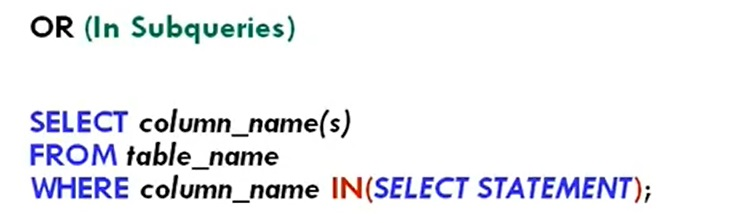 OR (In Subqueries)
SELECT column_name(s)
FROM table_name
WHERE column_name IN(SELECT STATEMENT);